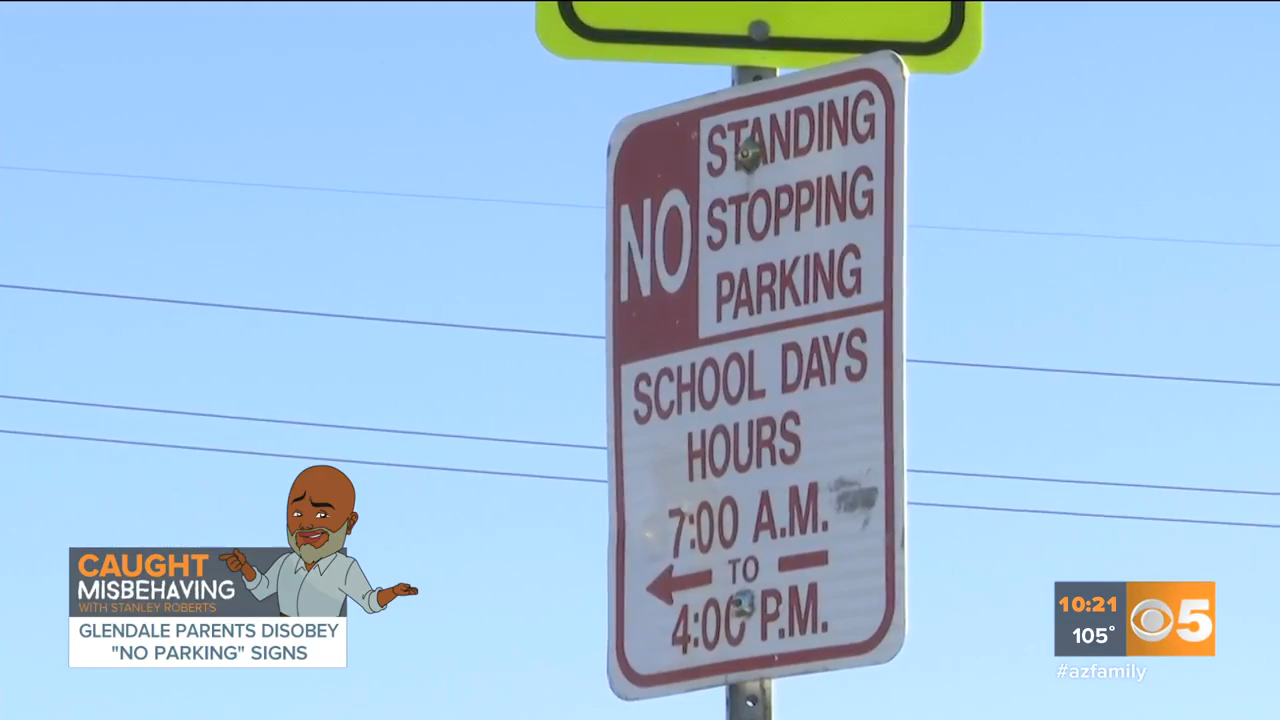 NO
STANDING
STOPPING
PARKING
SCHOOL DAYS
HOURS
7:00 A.M.
TO
4:00 P.M.
CAUGHT
MISBEHAVING
WITH STANLEY ROBERTS
GLENDALE PARENTS DISOBEY
"NO PARKING" SIGNS
10:21
105°
5
#azfamily